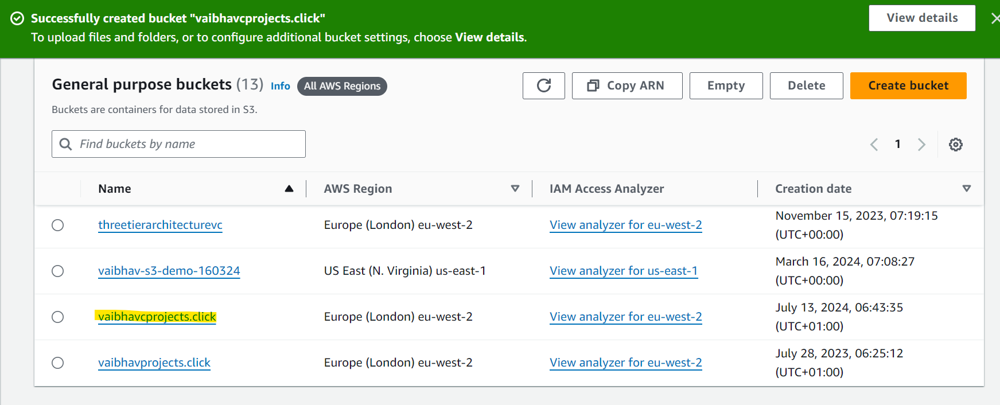 Successfully created bucket "vaibhavcprojects.click"
To upload files and folders, or to configure additional bucket settings, choose View details.
View details
General purpose buckets (13) Info All AWS Regions
Copy ARN Empty Delete Create bucket
Buckets are containers for data stored in S3.
Find buckets by name
1
Name AWS Region IAM Access Analyzer Creation date
threetierarchitecturevc Europe (London) eu-west-2 View analyzer for eu-west-2 November 15, 2023, 07:19:15
(UTC+00:00)
vaibhav-s3-demo-160324 US East (N. Virginia) us-east-1 View analyzer for us-east-1 March 16, 2024, 07:08:27
(UTC+00:00)
vaibhavcprojects.click Europe (London) eu-west-2 View analyzer for eu-west-2 July 13, 2024, 06:43:35
(UTC+01:00)
vaibhavprojects.click Europe (London) eu-west-2 View analyzer for eu-west-2 July 28, 2023, 06:25:12
(UTC+01:00)